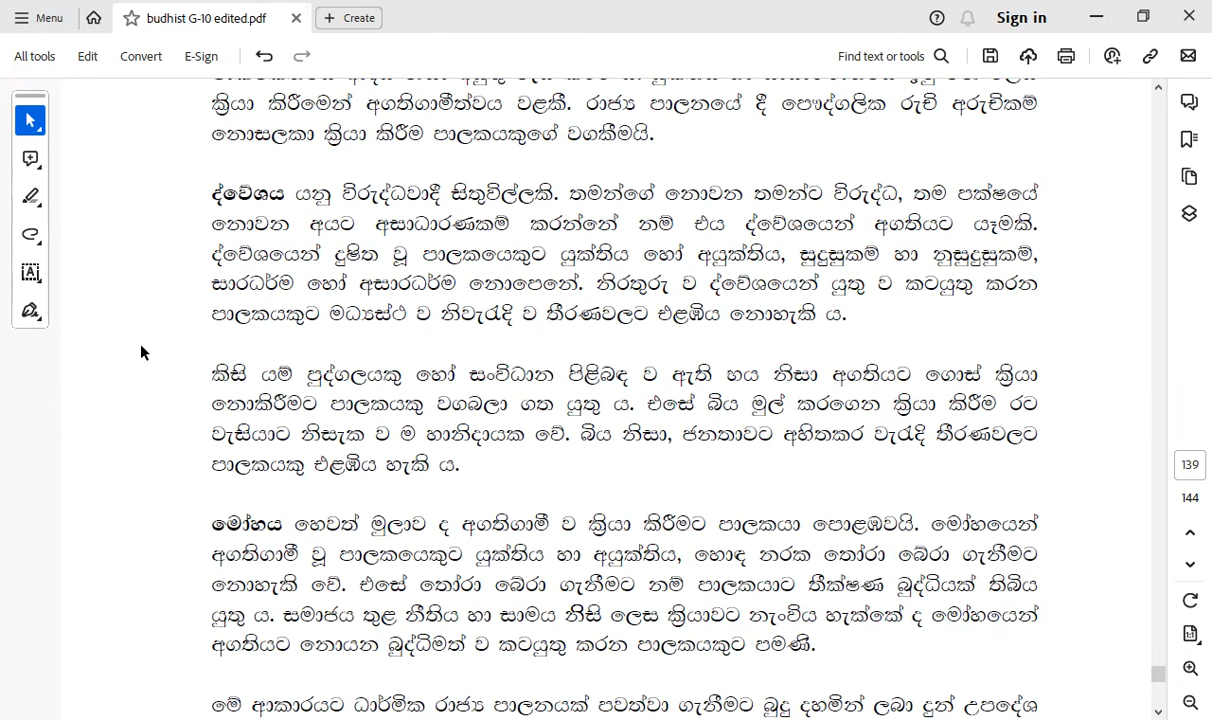 Menu
budhist G-10 edited.pdf
Create
Sign in
All tools
Edit
Convert
E-Sign
Find text or tools
ක්‍රියා කිරීමෙන් අගතිගාමීත්වය වළකී. රාජ්‍ය පාලනයේ දී පෞද්ගලික රුචි අරුචිකම්
නොසලකා ක්‍රියා කිරීම පාලකයකුගේ වගකීමයි.
ද්වේශය යනු විරුද්ධවාදී සිතුවිල්ලකි. තමන්ගේ නොවන තමන්ට විරුද්ධ, තම පක්ෂයේ
නොවන අයට අසාධාරණකම් කරන්නේ නම් එය ද්වේශයෙන් අගතියට යෑමකි.
ද්වේශයෙන් දුෂිත වූ පාලකයෙකුට යුක්තිය හෝ අයුක්තිය, සුදුසුකම් හා නුසුදුසුකම්,
සාරධර්ම හෝ අසාරධර්ම නොපෙනේ. නිරතුරු ව ද්වේශයෙන් යුතු ව කටයුතු කරන
පාලකයකුට මධ්‍යස්ථ ව නිවැරැදි ව තීරණවලට එළඹිය නොහැකි ය.
කිසි යම් පුද්ගලයකු හෝ සංවිධාන පිළිබඳ ව ඇති භය නිසා අගතියට ගොස් ක්‍රියා
නොකිරීමට පාලකයකු වගබලා ගත යුතු ය. එසේ බිය මුල් කරගෙන ක්‍රියා කිරීම රට
වැසියාට නිසැක ව ම හානිදායක වේ. බිය නිසා, ජනතාවට අහිතකර වැරැදි තීරණවලට
පාලකයකු එළඹිය හැකි ය.
මෝහය හෙවත් මුලාව ද අගතිගාමී ව ක්‍රියා කිරීමට පාලකයා පොළඹවයි. මෝහයෙන්
අගතිගාමී වූ පාලකයෙකුට යුක්තිය හා අයුක්තිය, හොඳ නරක තෝරා බේරා ගැනීමට
නොහැකි වේ. එසේ තෝරා බේරා ගැනීමට නම් පාලකයාට තීක්ෂණ බුද්ධියක් තිබිය
යුතු ය. සමාජය තුළ නීතිය හා සාමය නිසි ලෙස ක්‍රියාවට නැංවිය හැක්කේ ද මෝහයෙන්
අගතියට නොයන බුද්ධිමත් ව කටයුතු කරන පාලකයකුට පමණි.
මේ ආකාරයට ධාර්මික රාජ්‍ය පාලනයක් පවත්වා ගැනීමට බුදු දහමින් ලබා දුන් උපදේශ
139
144